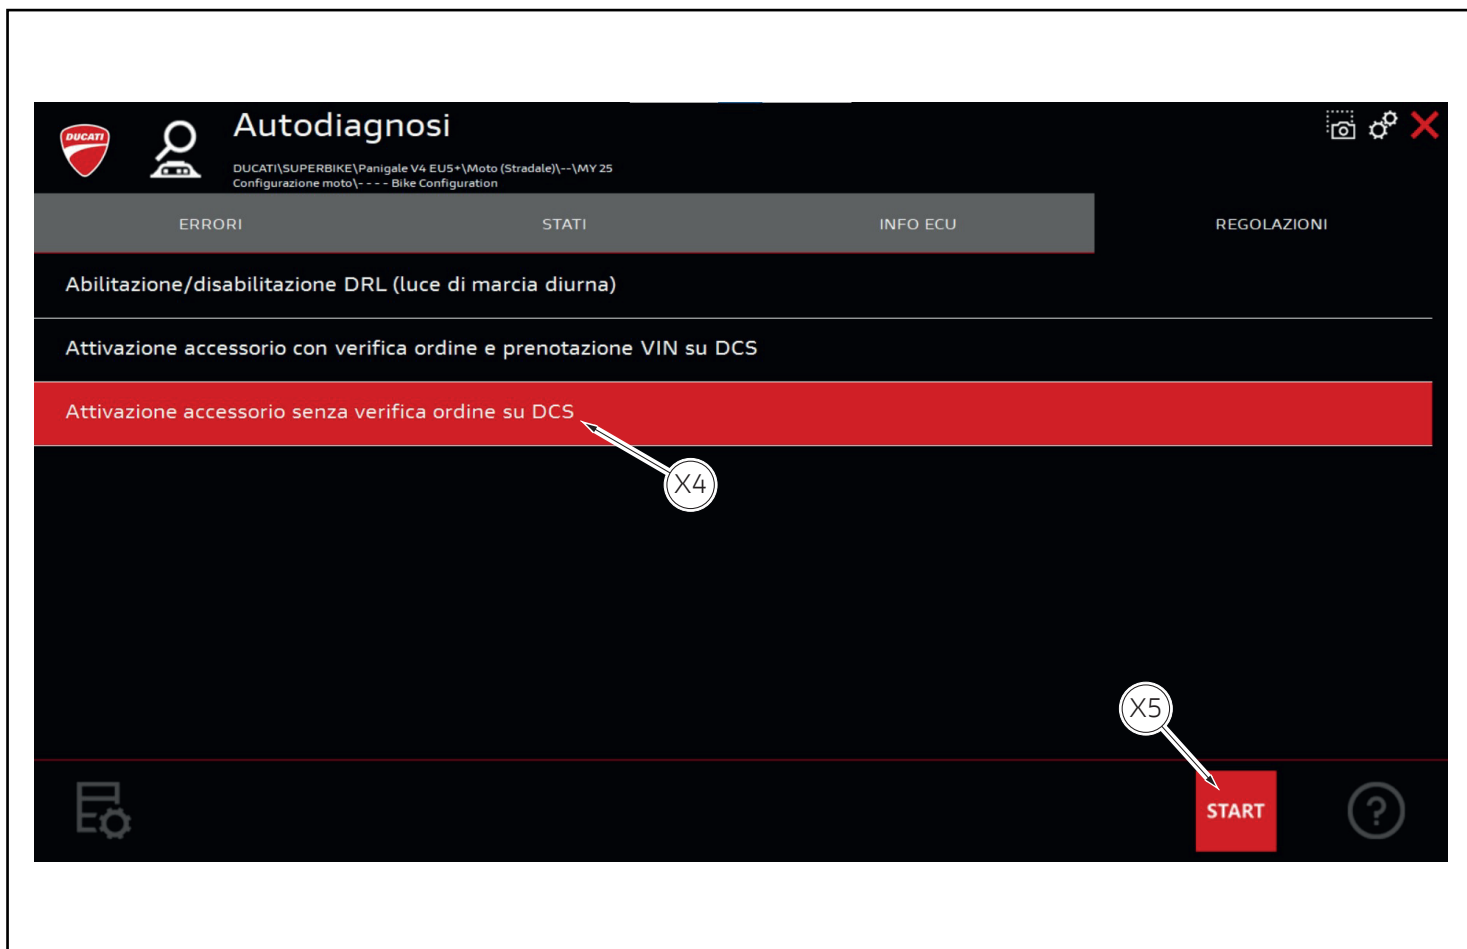 DUCATI
Autodiagnosi
DUCATI\SUPERBIKE\Panigale V4 EU5+\Moto (Stradale)\--\MY 25
Configurazione moto\- - - - Bike Configuration
ERRORI STATI INFO ECU REGOLAZIONI
Abilitazione/disabilitazione DRL (luce di marcia diurna)
Attivazione accessorio con verifica ordine e prenotazione VIN su DCS
Attivazione accessorio senza verifica ordine su DCS
X4
X5
START
?